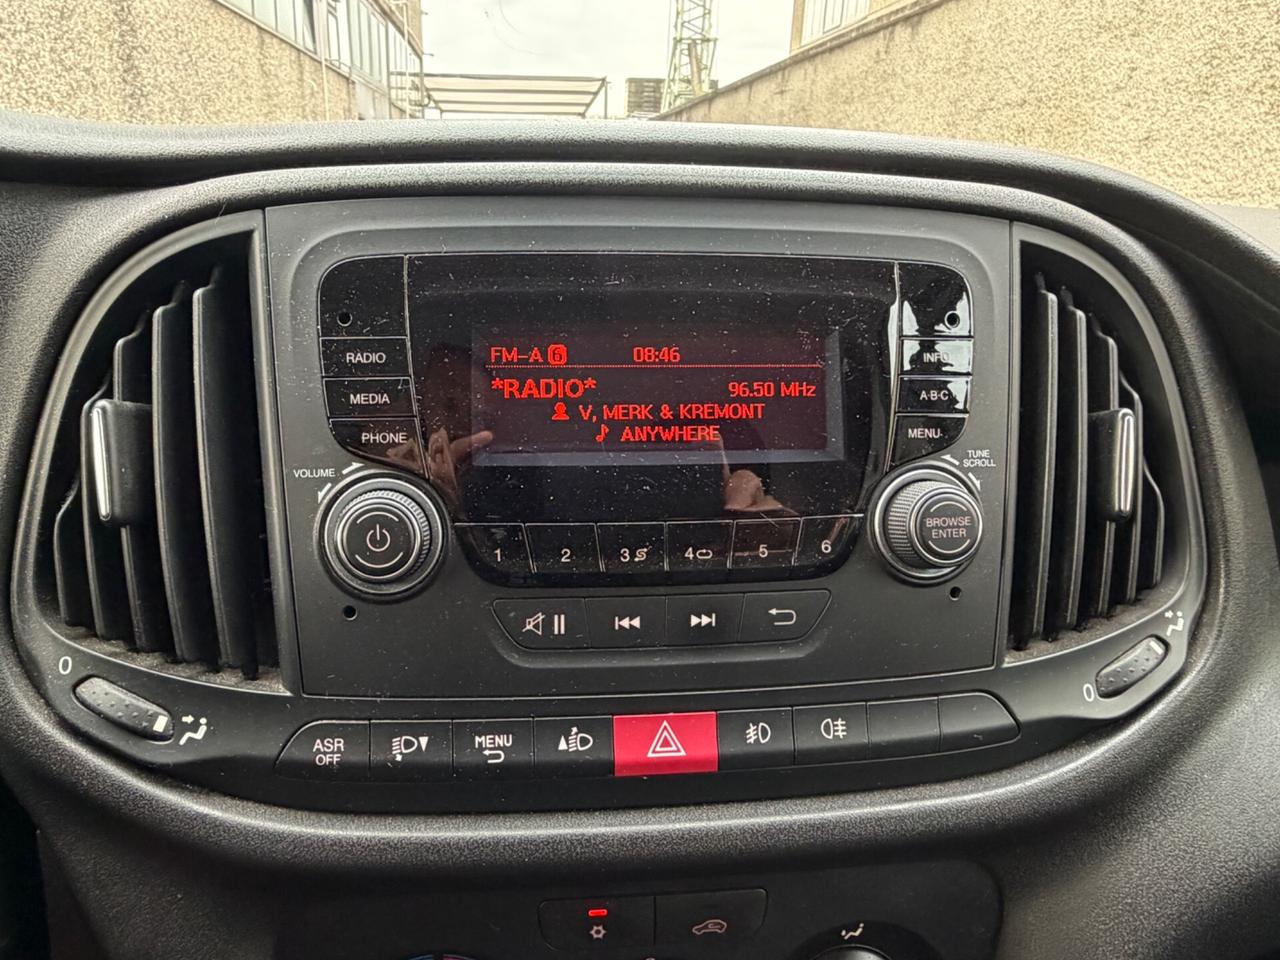 FM-A 6 08:46
*RADIO* 96.50 MHz
V, MERK & KREMONT
ANYWHERE
RADIO
MEDIA
PHONE
INFO
A·B·C
MENU
VOLUME
TUNE
SCROLL
BROWSE
ENTER
1 2 3 4 5 6
0
0
ASR
OFF
MENU